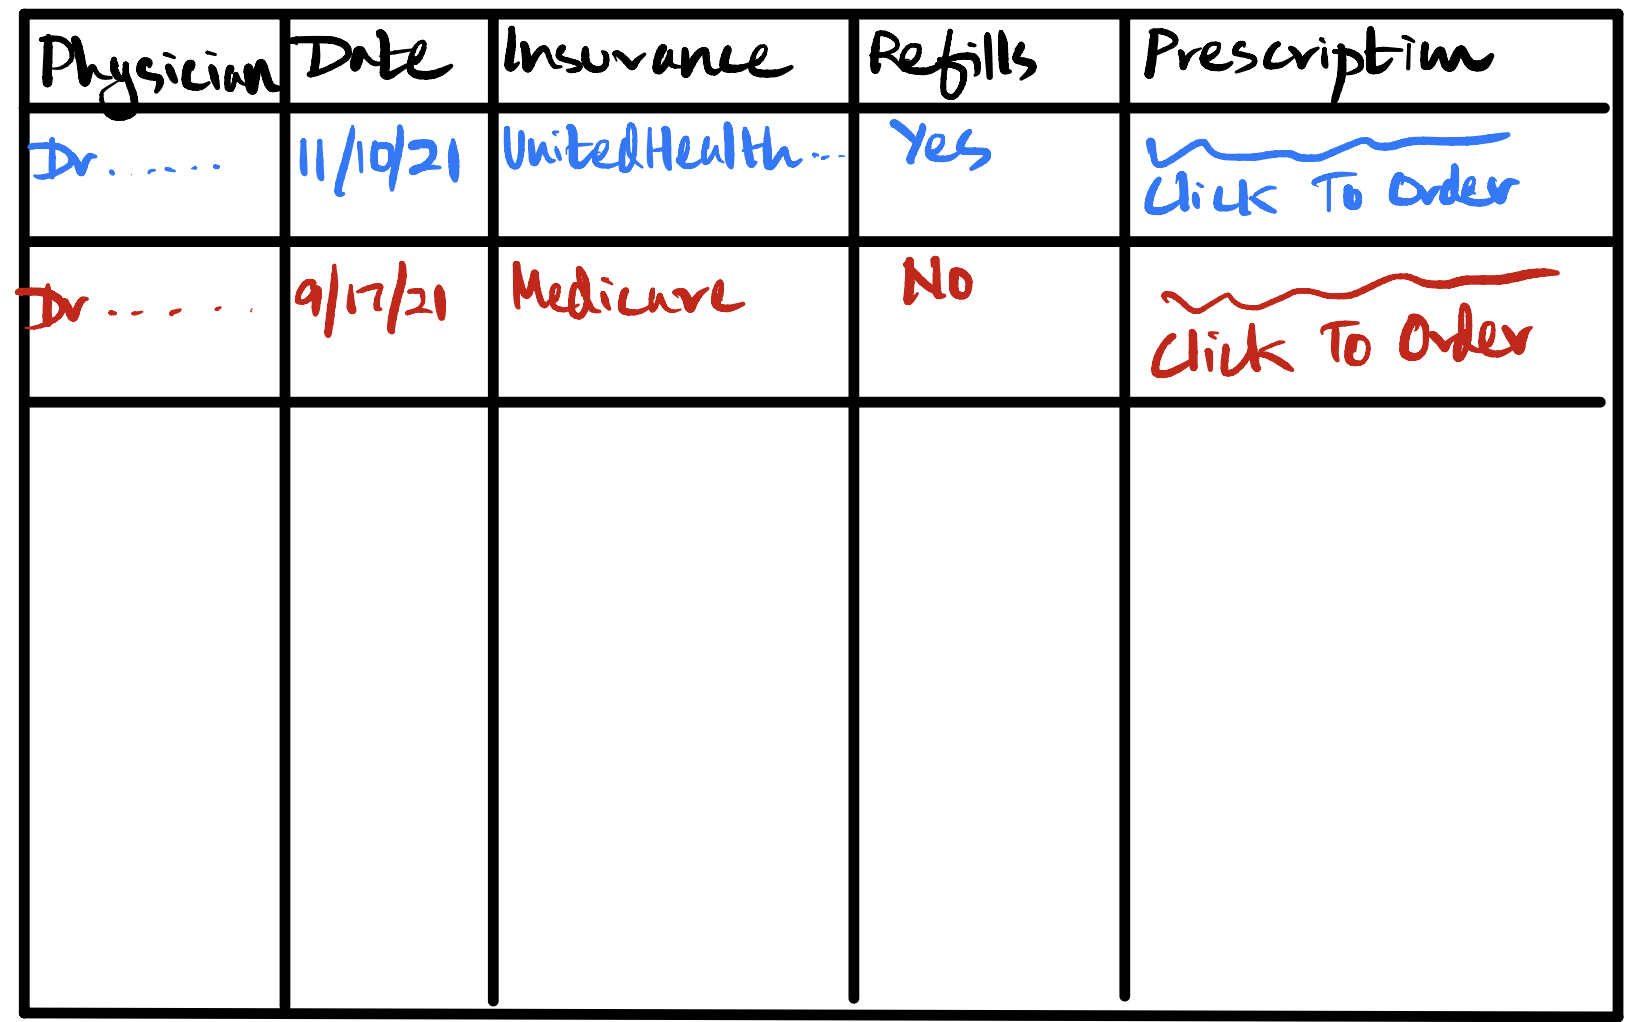 Physician Date Insurance Refills Prescription
Dr ...... 11/10/21 UnitedHealth... Yes
Click To Order
Dr ...... 9/17/21 Medicare No
Click To Order